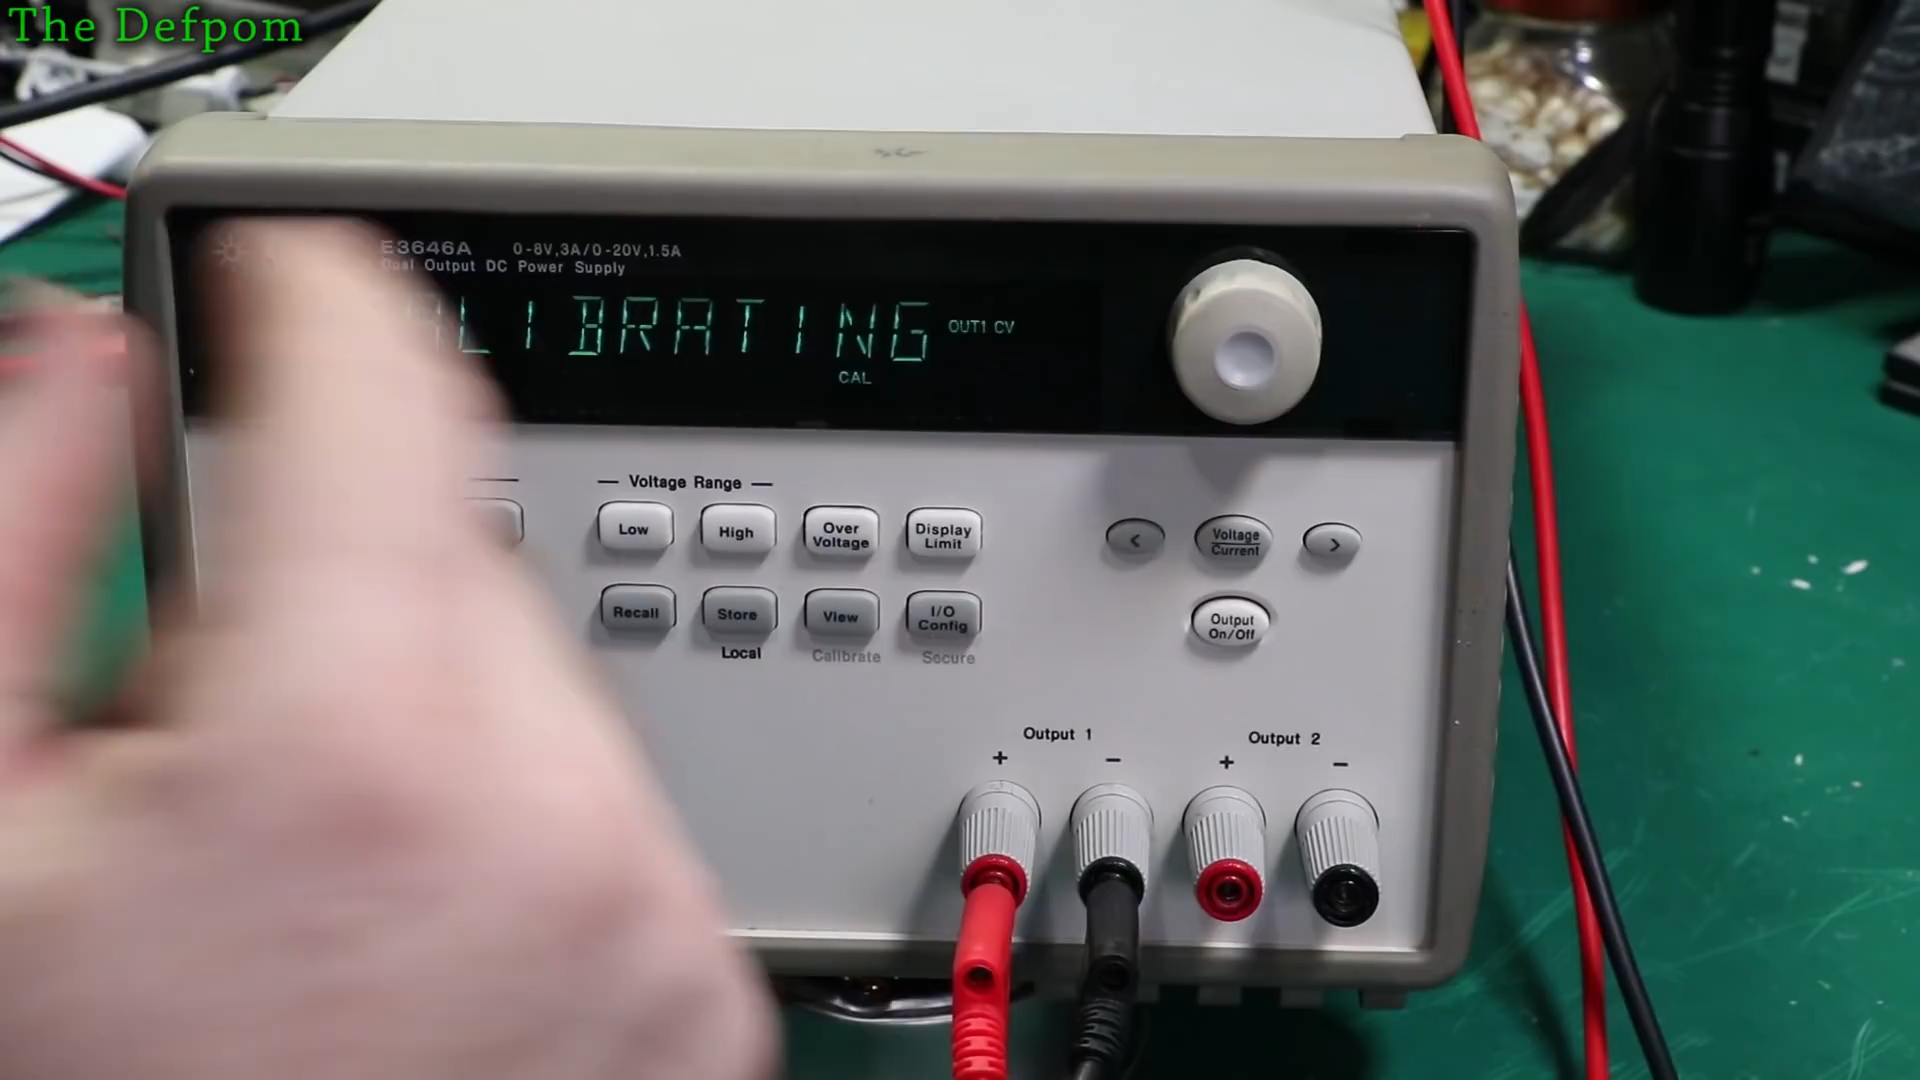 The Defpom
E3646A 0-8V,3A/0-20V,1.5A
Dual Output DC Power Supply
ALIBRATING OUT1 CV
CAL
Voltage Range
Low High Over Voltage Display Limit
< Voltage Current >
Recall Store View I/O Config
Output On/Off
Local Calibrate Secure
Output 1 Output 2
+ - + -